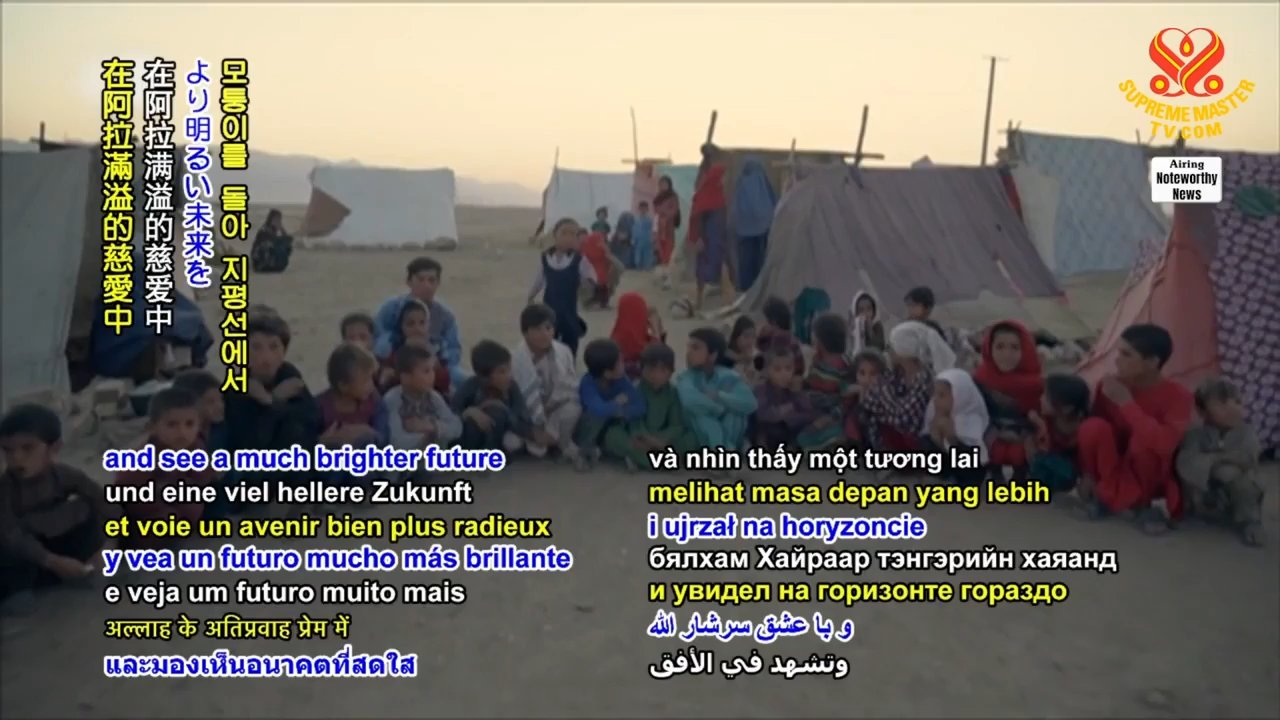 在阿拉滿溢的慈愛中
在阿拉满溢的慈爱中
より明るい未来を
모퉁이를 돌아 지평선에서
SUPREME MASTER
TV.COM
Airing
Noteworthy
News
and see a much brighter future
und eine viel hellere Zukunft
et voie un avenir bien plus radieux
y vea un futuro mucho más brillante
e veja um futuro muito mais
अल्लाह के अतिप्रवाह प्रेम में
และมองเห็นอนาคตที่สดใส
và nhìn thấy một tương lai
melihat masa depan yang lebih
i ujrzał na horyzoncie
бялхам Хайраар тэнгэрийн хаяанд
и увидел на горизонте гораздо
و با عشق سرشار الله
وتشهد في الأفق